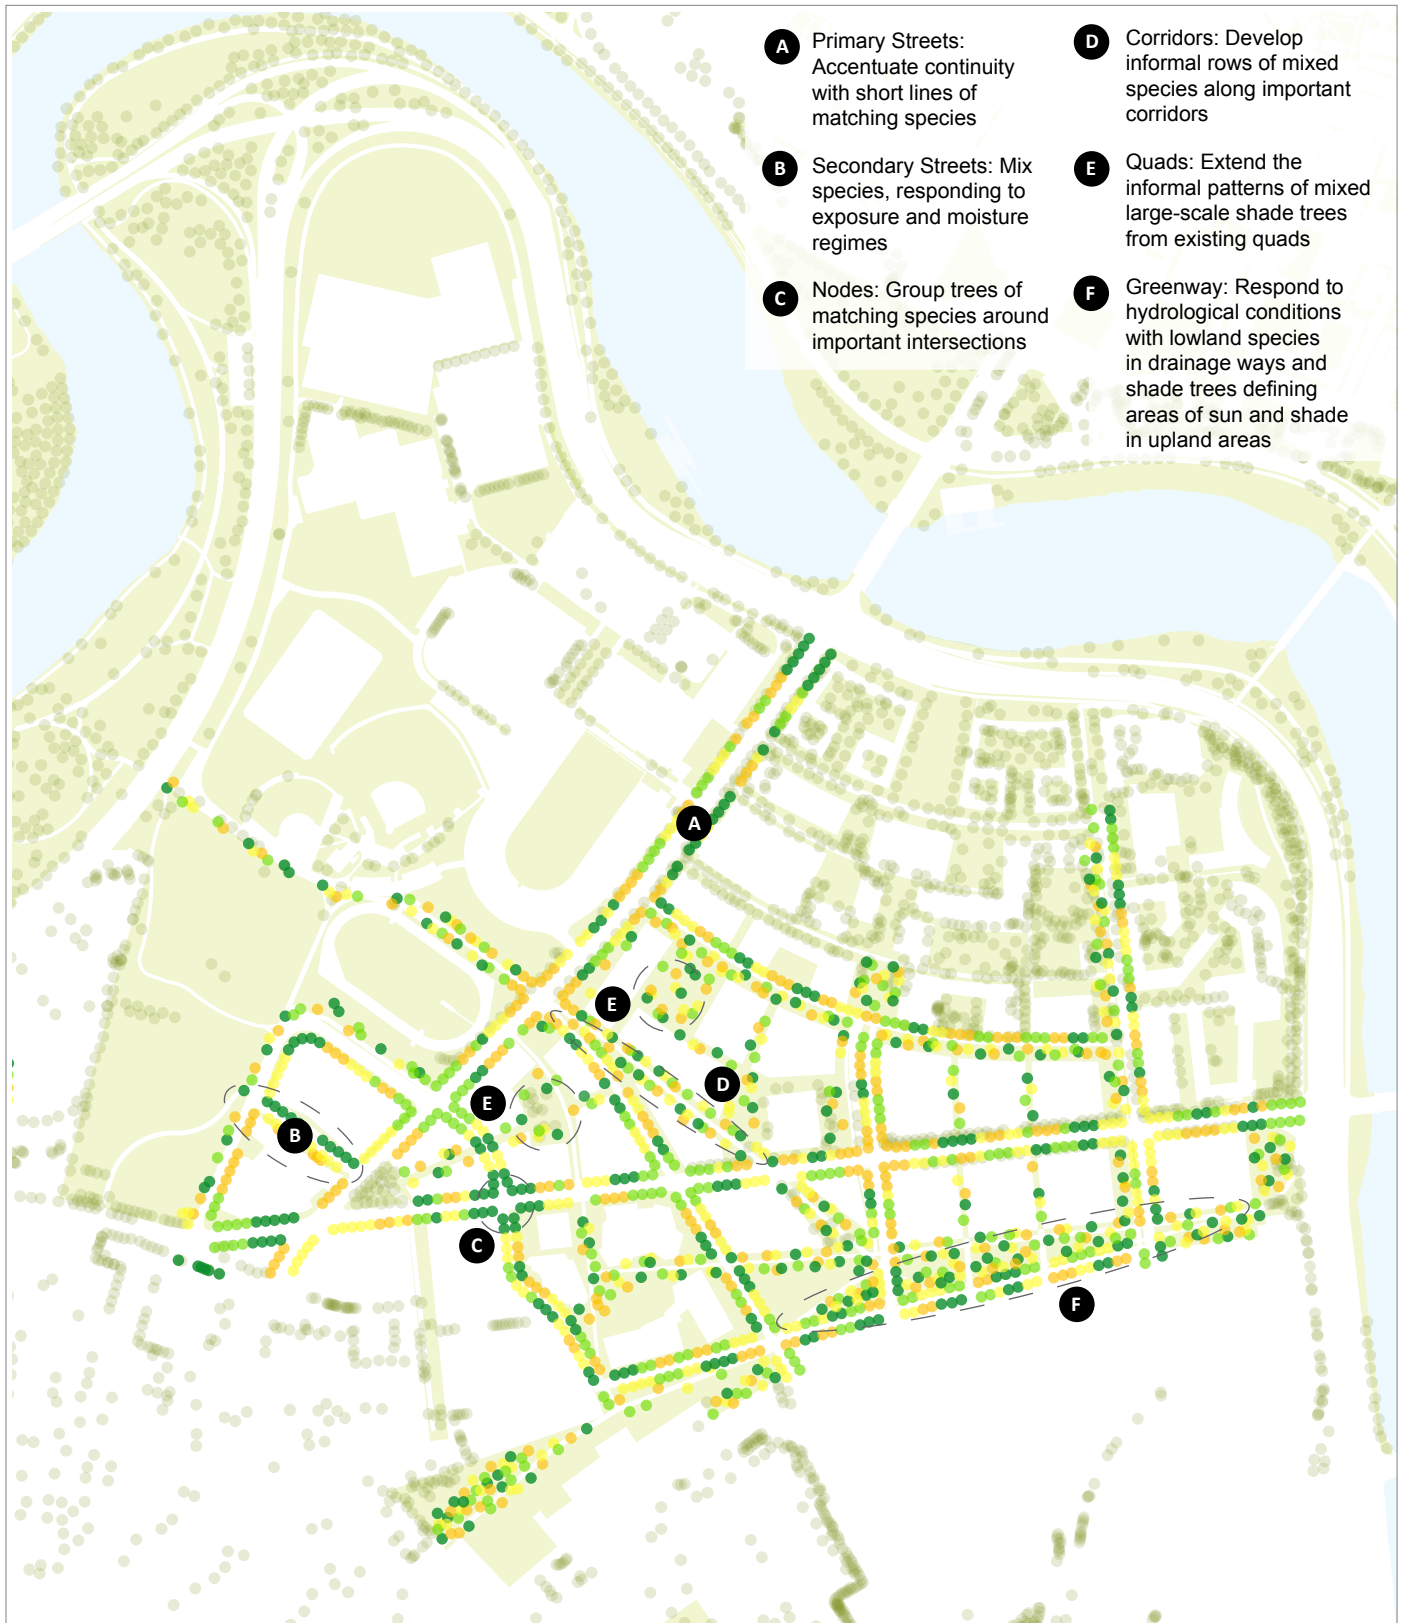 A
Primary Streets:
Accentuate continuity
with short lines of
matching species
B
Secondary Streets: Mix
species, responding to
exposure and moisture
regimes
C
Nodes: Group trees of
matching species around
important intersections
D
Corridors: Develop
informal rows of mixed
species along important
corridors
E
Quads: Extend the
informal patterns of mixed
large-scale shade trees
from existing quads
F
Greenway: Respond to
hydrological conditions
with lowland species
in drainage ways and
shade trees defining
areas of sun and shade
in upland areas
A
E
D
E
B
C
F